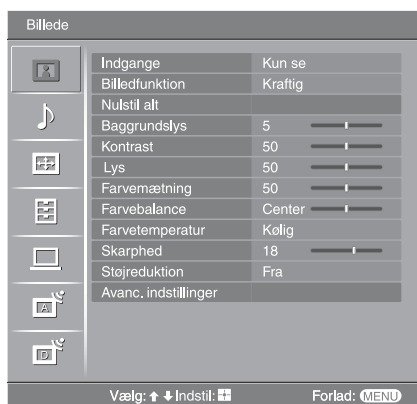 Billede
Indgange Kun se
Billedfunktion Kraftig
Nulstil alt
Baggrundslys 5
Kontrast 50
Lys 50
Farvemætning 50
Farvebalance Center
Farvetemperatur Kølig
Skarphed 18
Støjreduktion Fra
Avanc. indstillinger
A
D
Vælg: Indstil: Forlad: MENU